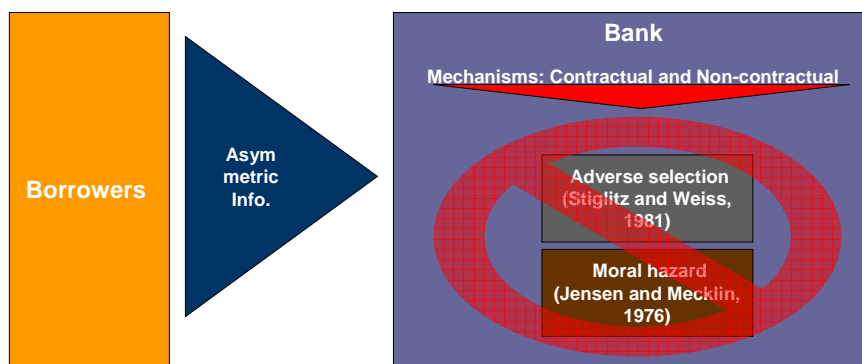 Borrowers
Asym
metric
Info.
Bank
Mechanisms: Contractual and Non-contractual
Adverse selection
(Stiglitz and Weiss,
1981)
Moral hazard
(Jensen and Mecklin,
1976)